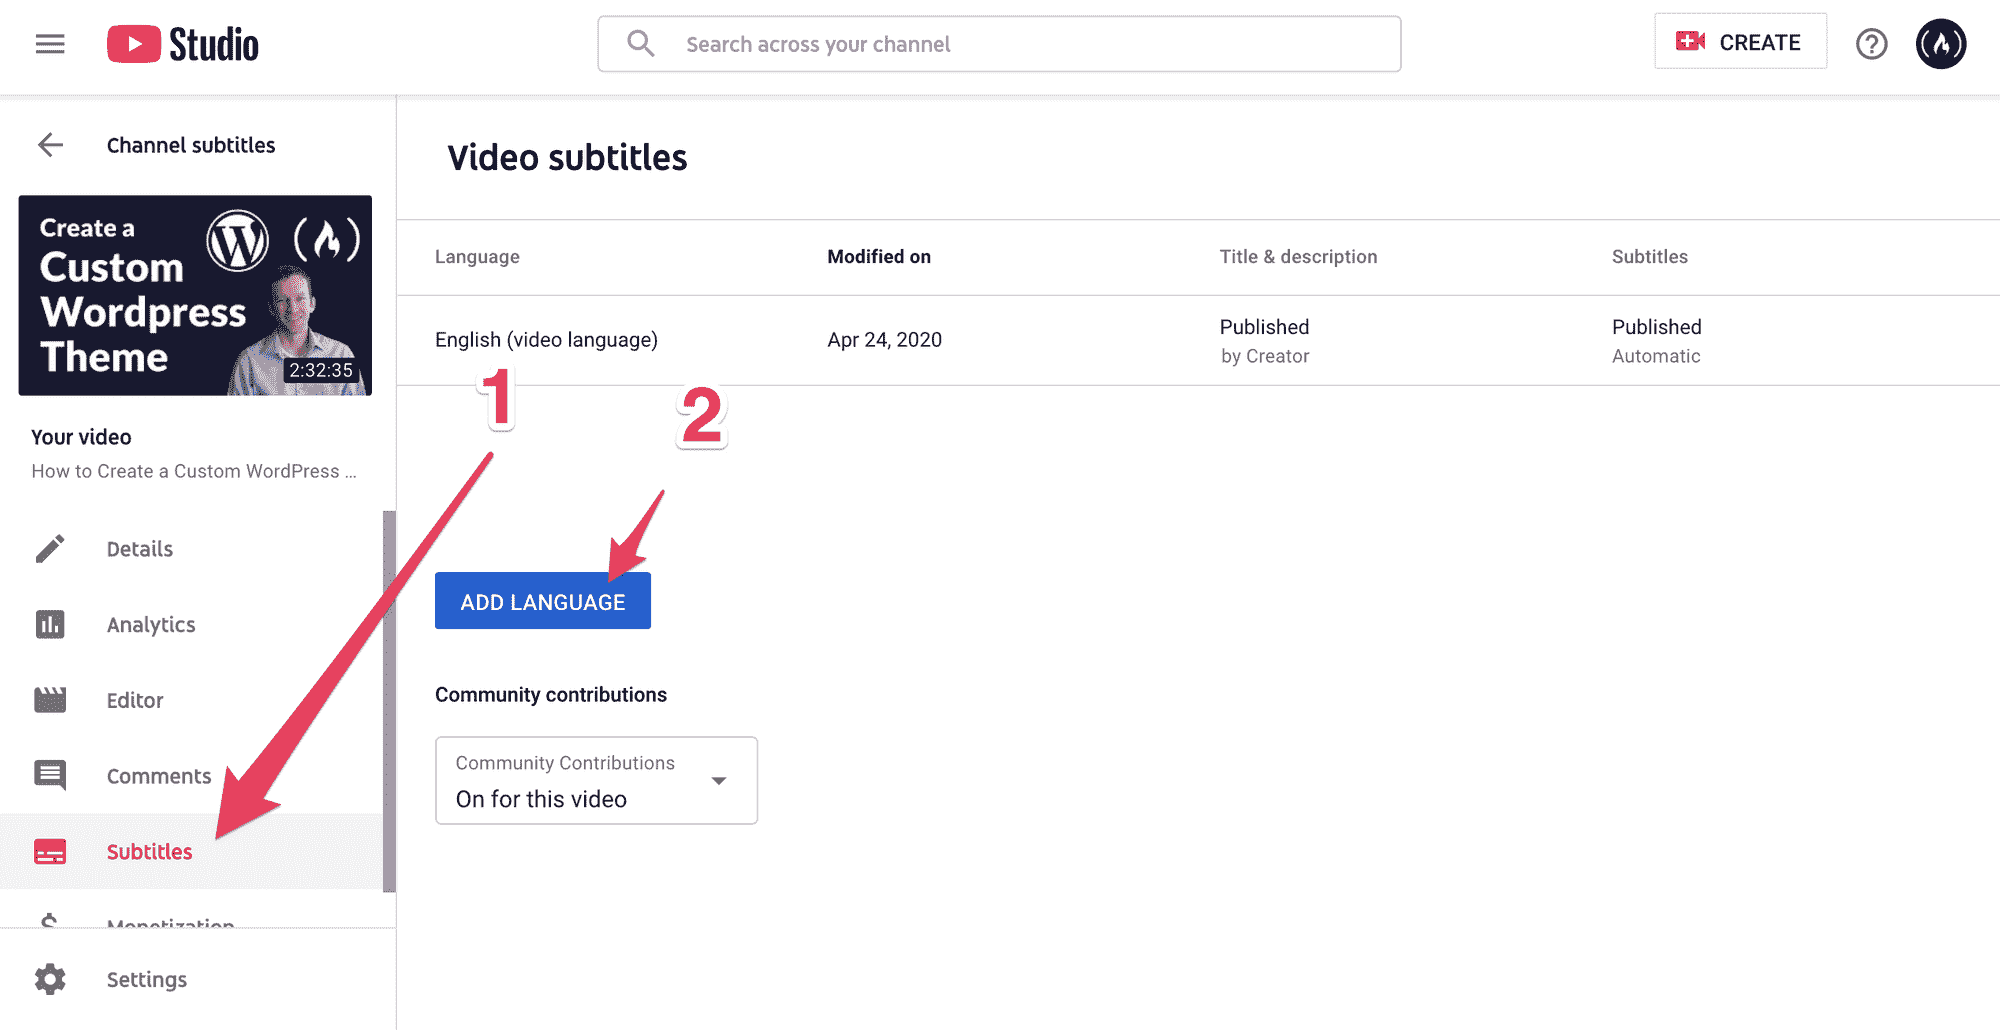 Studio
Search across your channel
CREATE
Channel subtitles
Create a
Custom
Wordpress
Theme
2:32:35
Your video
How to Create a Custom WordPress ...
Details
Analytics
Editor
Comments
Subtitles
Monetization
Settings
Video subtitles
Language Modified on Title & description Subtitles
English (video language) Apr 24, 2020 Published Published
by Creator Automatic
1
2
ADD LANGUAGE
Community contributions
Community Contributions
On for this video